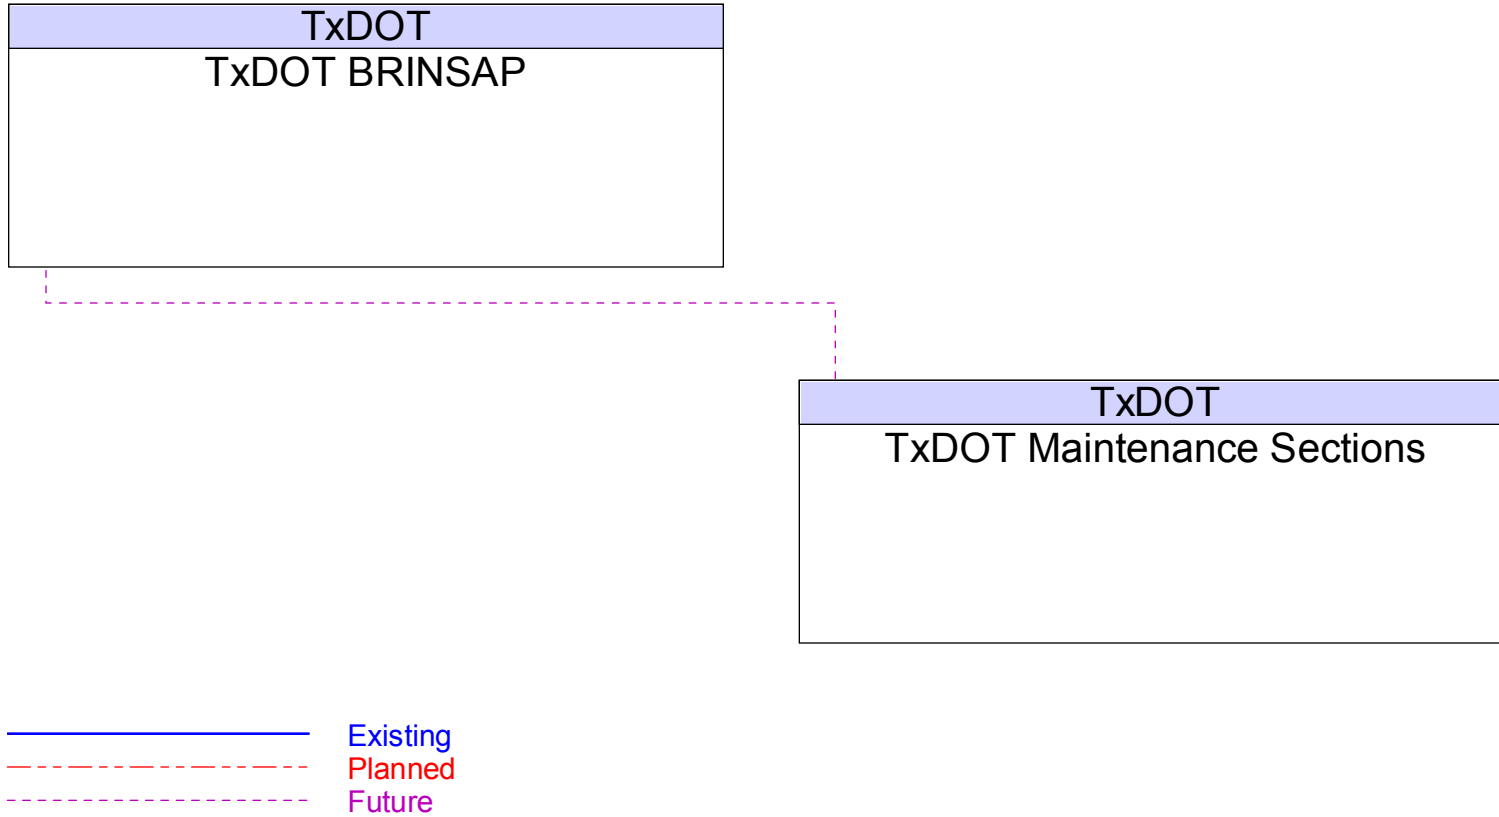 TxDOT
TxDOT BRINSAP
TxDOT
TxDOT Maintenance Sections
Existing
Planned
Future